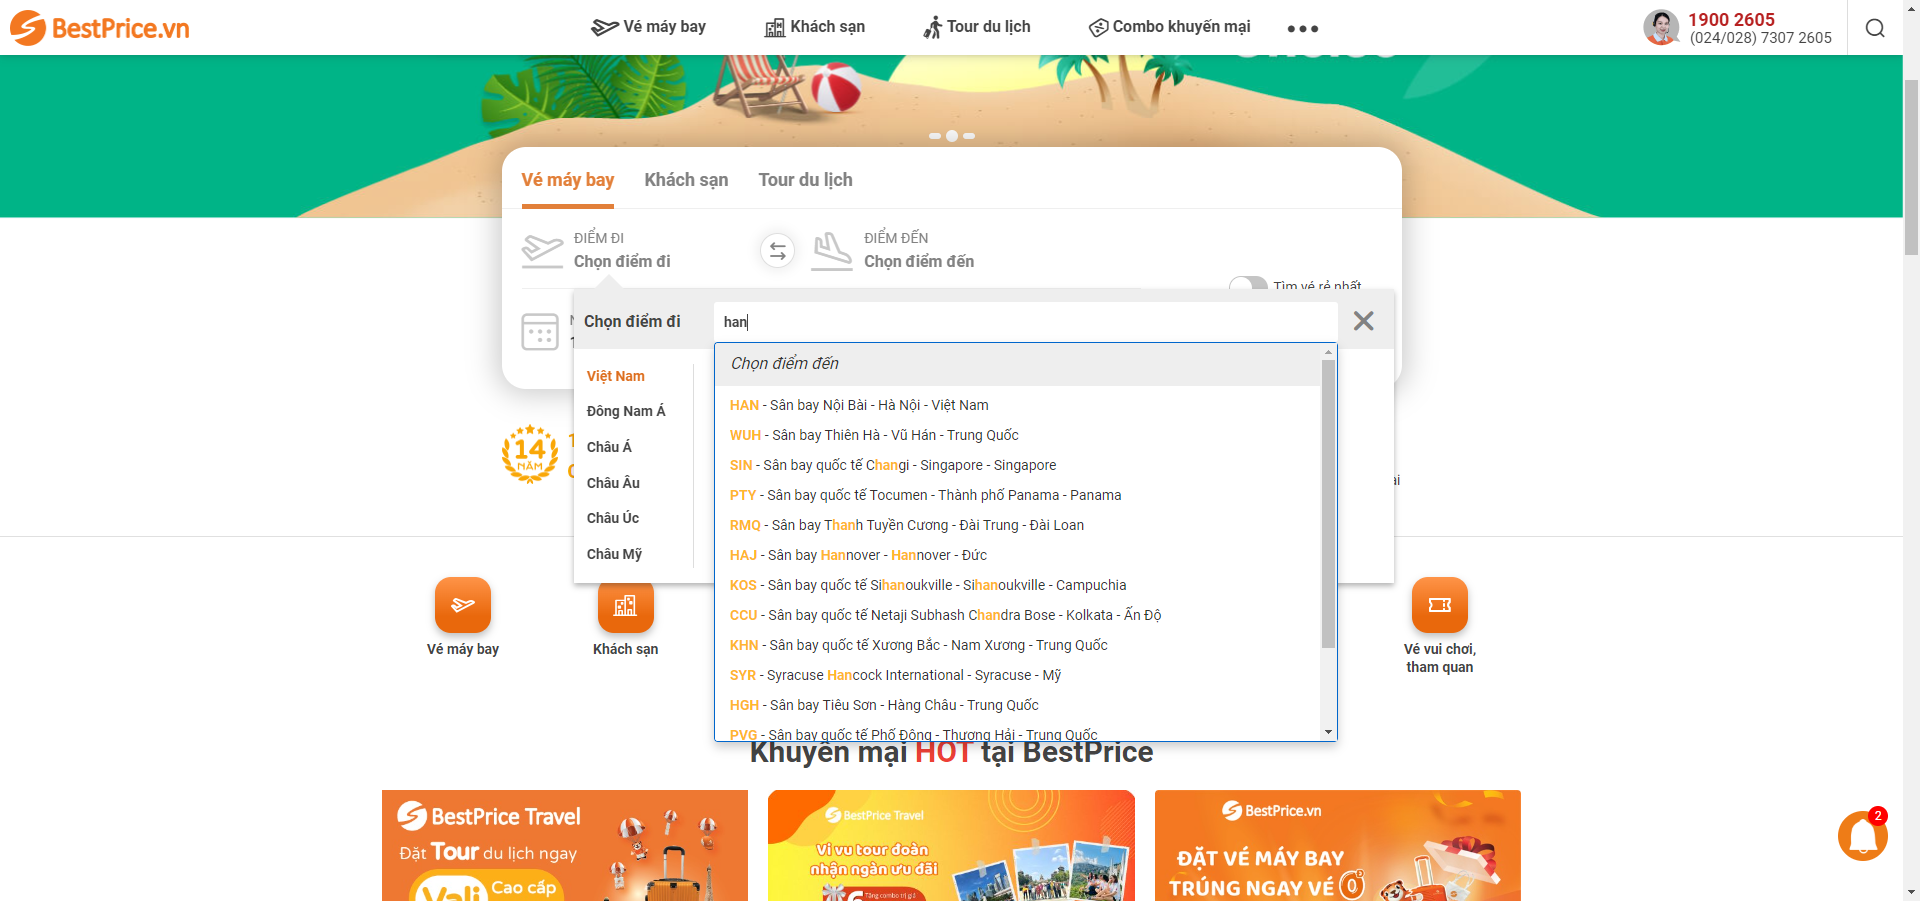 BestPrice.vn
Vé máy bay
Khách sạn
Tour du lịch
Combo khuyến mại
1900 2605
(024/028) 7307 2605
Vé máy bay
Khách sạn
Tour du lịch
ĐIỂM ĐI
Chọn điểm đi
ĐIỂM ĐẾN
Chọn điểm đến
Tìm vé rẻ nhất
Chọn điểm đi
han
Việt Nam
Đông Nam Á
Châu Á
Châu Âu
Châu Úc
Châu Mỹ
Chọn điểm đến
HAN - Sân bay Nội Bài - Hà Nội - Việt Nam
WUH - Sân bay Thiên Hà - Vũ Hán - Trung Quốc
SIN - Sân bay quốc tế Changi - Singapore - Singapore
PTY - Sân bay quốc tế Tocumen - Thành phố Panama - Panama
RMQ - Sân bay Thanh Tuyền Cương - Đài Trung - Đài Loan
HAJ - Sân bay Hannover - Hannover - Đức
KOS - Sân bay quốc tế Sihanoukville - Sihanoukville - Campuchia
CCU - Sân bay quốc tế Netaji Subhash Chandra Bose - Kolkata - Ấn Độ
KHN - Sân bay quốc tế Xương Bắc - Nam Xương - Trung Quốc
SYR - Syracuse Hancock International - Syracuse - Mỹ
HGH - Sân bay Tiêu Sơn - Hàng Châu - Trung Quốc
PVG - Sân bay quốc tế Phố Đông - Thượng Hải - Trung Quốc
14
NĂM
Vé máy bay
Khách sạn
Vé vui chơi,
tham quan
Khuyến mại HOT tại BestPrice
BestPrice Travel
Đặt Tour du lịch ngay
Vali Cao cấp
BestPrice Travel
Vi vu tour đoàn
nhận ngàn ưu đãi
Tặng combo trị giá
BestPrice.vn
ĐẶT VÉ MÁY BAY
TRÚNG NGAY VÉ 0
2